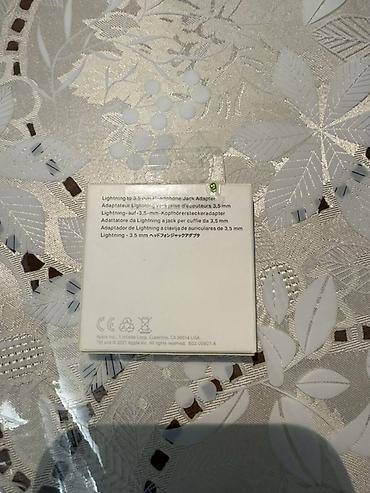 Lightning to 3.5 mm Headphone Jack Adapter
Adaptateur Lightning vers prise d'écouteurs 3,5 mm
Lightning-auf-3,5-mm-Kopfhörersteckeradapter
Adattatore da Lightning a jack per cuffie da 3,5 mm
Adaptador de Lightning a clavija de auriculares de 3,5 mm
Lightning - 3.5 mm ヘッドフォンジャックアダプタ
CE
Apple Inc., 1 Infinite Loop, Cupertino, CA 95014 USA
TM and © 2021 Apple Inc. All rights reserved.